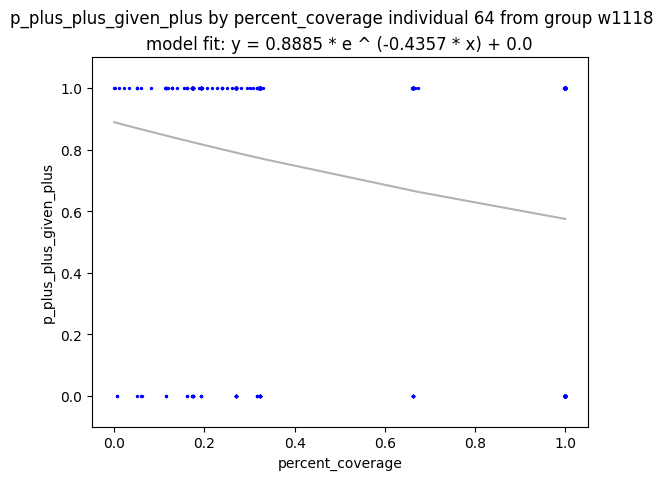 p_plus_plus_given_plus by percent_coverage individual 64 from group w1118
model fit: y = 0.8885 * e ^ (-0.4357 * x) + 0.0
1.0
0.8
0.6
0.4
0.2
0.0
p_plus_plus_given_plus
0.0 0.2 0.4 0.6 0.8 1.0
percent_coverage